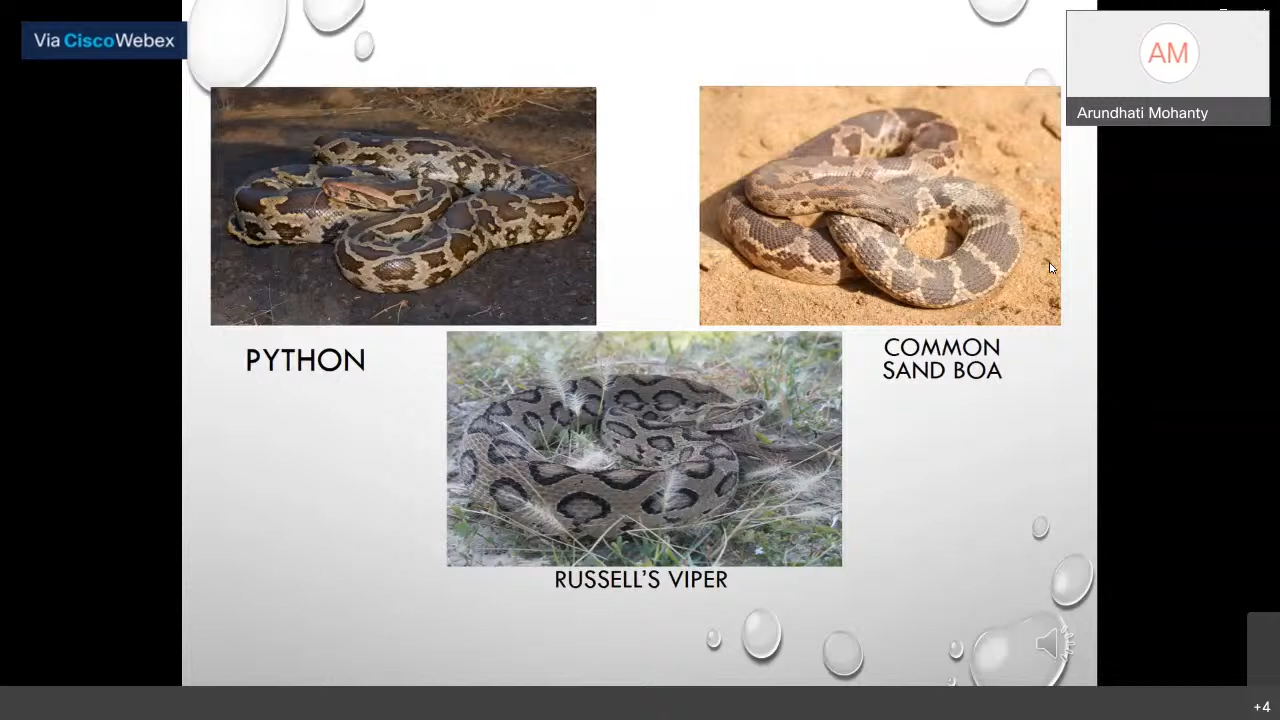 Via CiscoWebex
AM
Arundhati Mohanty
PYTHON
COMMON
SAND BOA
RUSSELL'S VIPER
+4